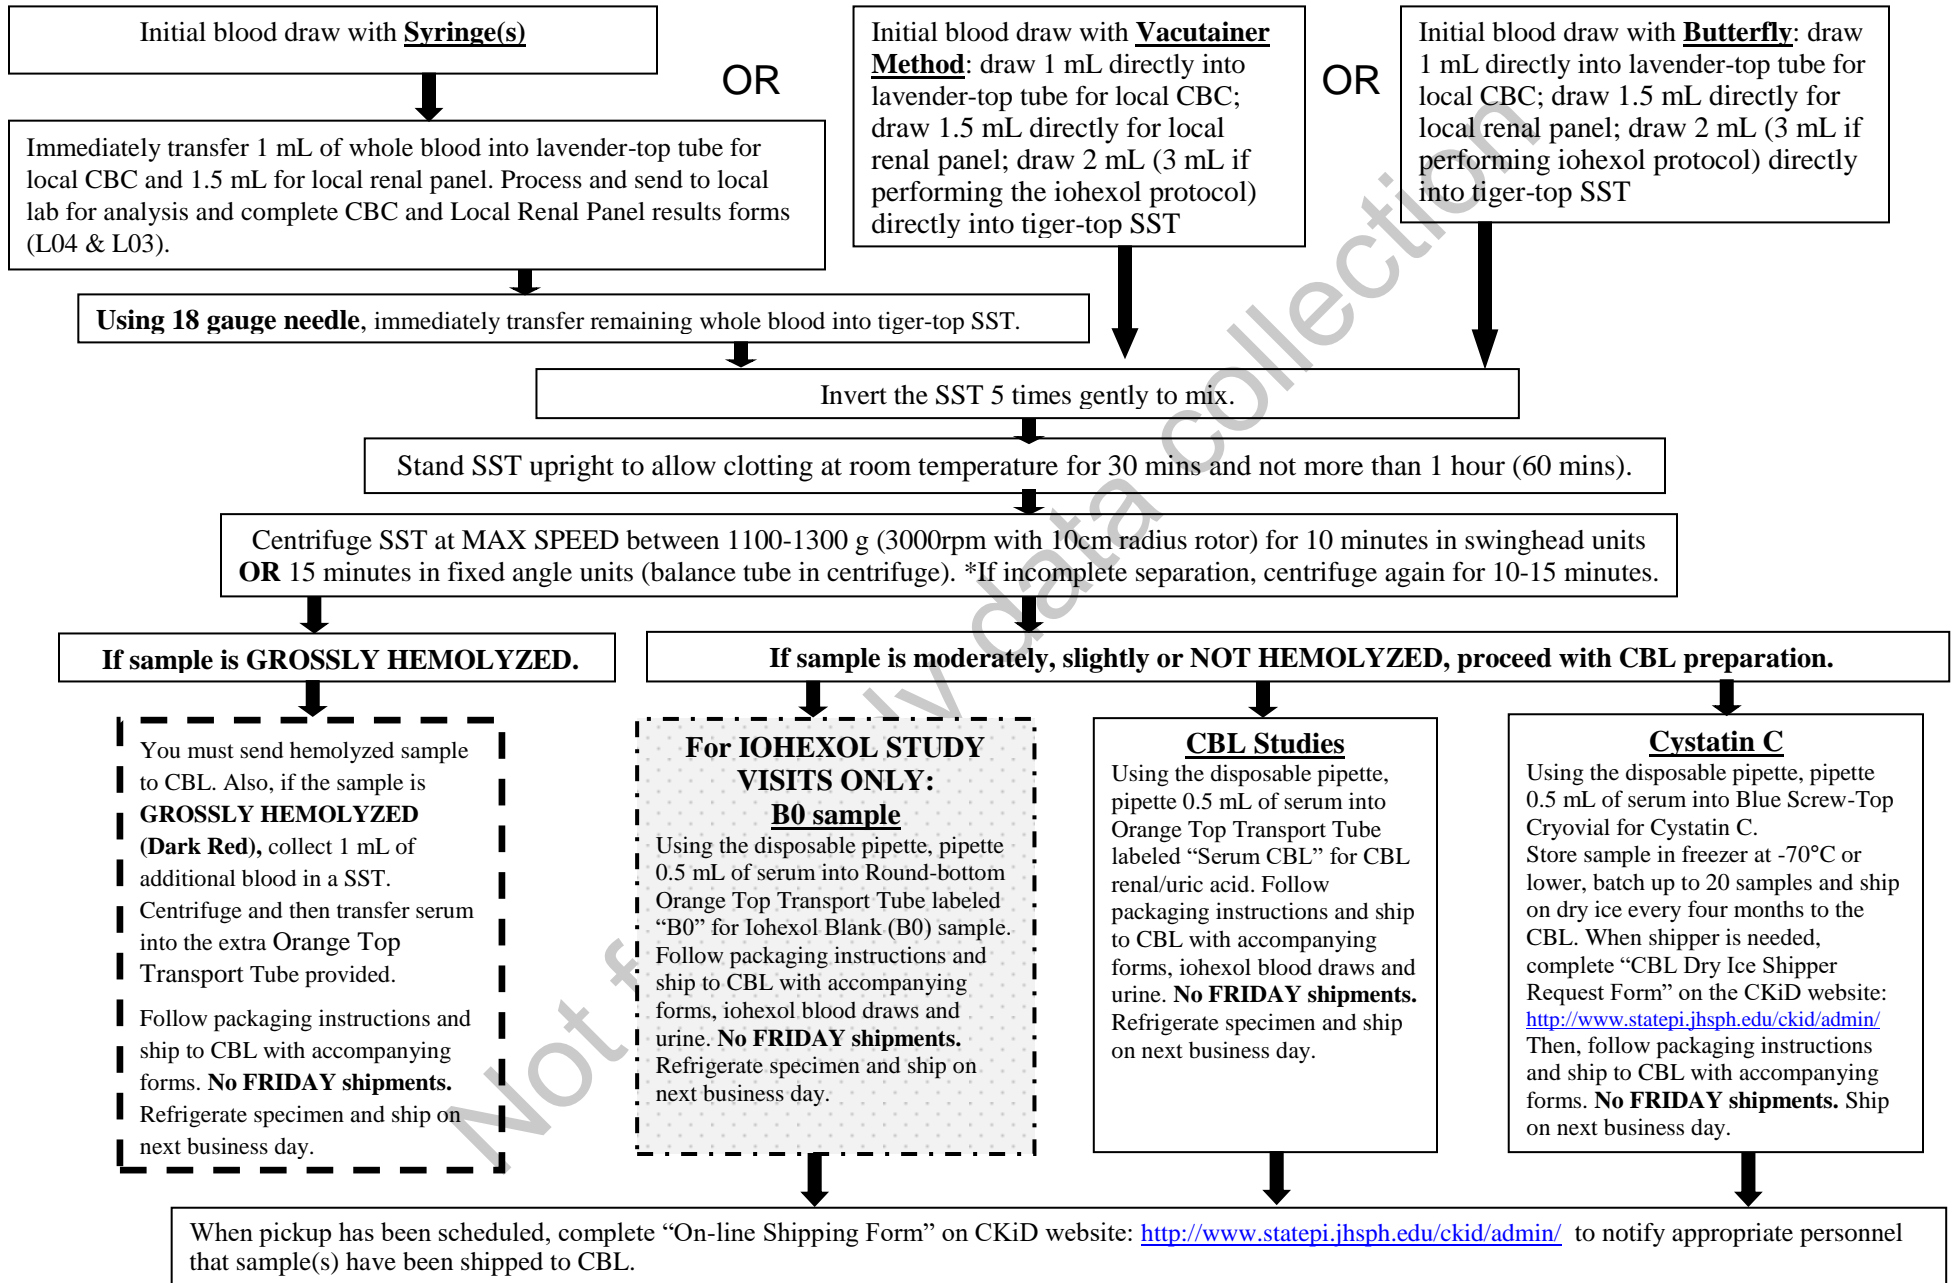 Initial blood draw with Syringe(s)
OR
Initial blood draw with Vacutainer
Method: draw 1 mL directly into
lavender-top tube for local CBC;
draw 1.5 mL directly for local
renal panel; draw 2 mL (3 mL if
performing the iohexol protocol)
directly into tiger-top SST
OR
Initial blood draw with Butterfly: draw
1 mL directly into lavender-top tube for
local CBC; draw 1.5 mL directly for
local renal panel; draw 2 mL (3 mL if
performing iohexol protocol) directly
into tiger-top SST
Immediately transfer 1 mL of whole blood into lavender-top tube for
local CBC and 1.5 mL for local renal panel. Process and send to local
lab for analysis and complete CBC and Local Renal Panel results forms
(L04 & L03).
Using 18 gauge needle, immediately transfer remaining whole blood into tiger-top SST.
Invert the SST 5 times gently to mix.
Stand SST upright to allow clotting at room temperature for 30 mins and not more than 1 hour (60 mins).
Centrifuge SST at MAX SPEED between 1100-1300 g (3000rpm with 10cm radius rotor) for 10 minutes in swinghead units
OR 15 minutes in fixed angle units (balance tube in centrifuge). *If incomplete separation, centrifuge again for 10-15 minutes.
If sample is GROSSLY HEMOLYZED.
If sample is moderately, slightly or NOT HEMOLYZED, proceed with CBL preparation.
You must send hemolyzed sample
to CBL. Also, if the sample is
GROSSLY HEMOLYZED
(Dark Red), collect 1 mL of
additional blood in a SST.
Centrifuge and then transfer serum
into the extra Orange Top
Transport Tube provided.
Follow packaging instructions and
ship to CBL with accompanying
forms. No FRIDAY shipments.
Refrigerate specimen and ship on
next business day.
For IOHEXOL STUDY
VISITS ONLY:
B0 sample
Using the disposable pipette, pipette
0.5 mL of serum into Round-bottom
Orange Top Transport Tube labeled
“B0” for Iohexol Blank (B0) sample.
Follow packaging instructions and
ship to CBL with accompanying
forms, iohexol blood draws and
urine. No FRIDAY shipments.
Refrigerate specimen and ship on
next business day.
CBL Studies
Using the disposable pipette,
pipette 0.5 mL of serum into
Orange Top Transport Tube
labeled “Serum CBL” for CBL
renal/uric acid. Follow
packaging instructions and ship
to CBL with accompanying
forms, iohexol blood draws and
urine. No FRIDAY shipments.
Refrigerate specimen and ship
on next business day.
Cystatin C
Using the disposable pipette, pipette
0.5 mL of serum into Blue Screw-Top
Cryovial for Cystatin C.
Store sample in freezer at -70°C or
lower, batch up to 20 samples and ship
on dry ice every four months to the
CBL. When shipper is needed,
complete “CBL Dry Ice Shipper
Request Form” on the CKiD website:
http://www.statepi.jhsph.edu/ckid/admin/
Then, follow packaging instructions
and ship to CBL with accompanying
forms. No FRIDAY shipments. Ship
on next business day.
When pickup has been scheduled, complete “On-line Shipping Form” on CKiD website: http://www.statepi.jhsph.edu/ckid/admin/ to notify appropriate personnel
that sample(s) have been shipped to CBL.
data collection